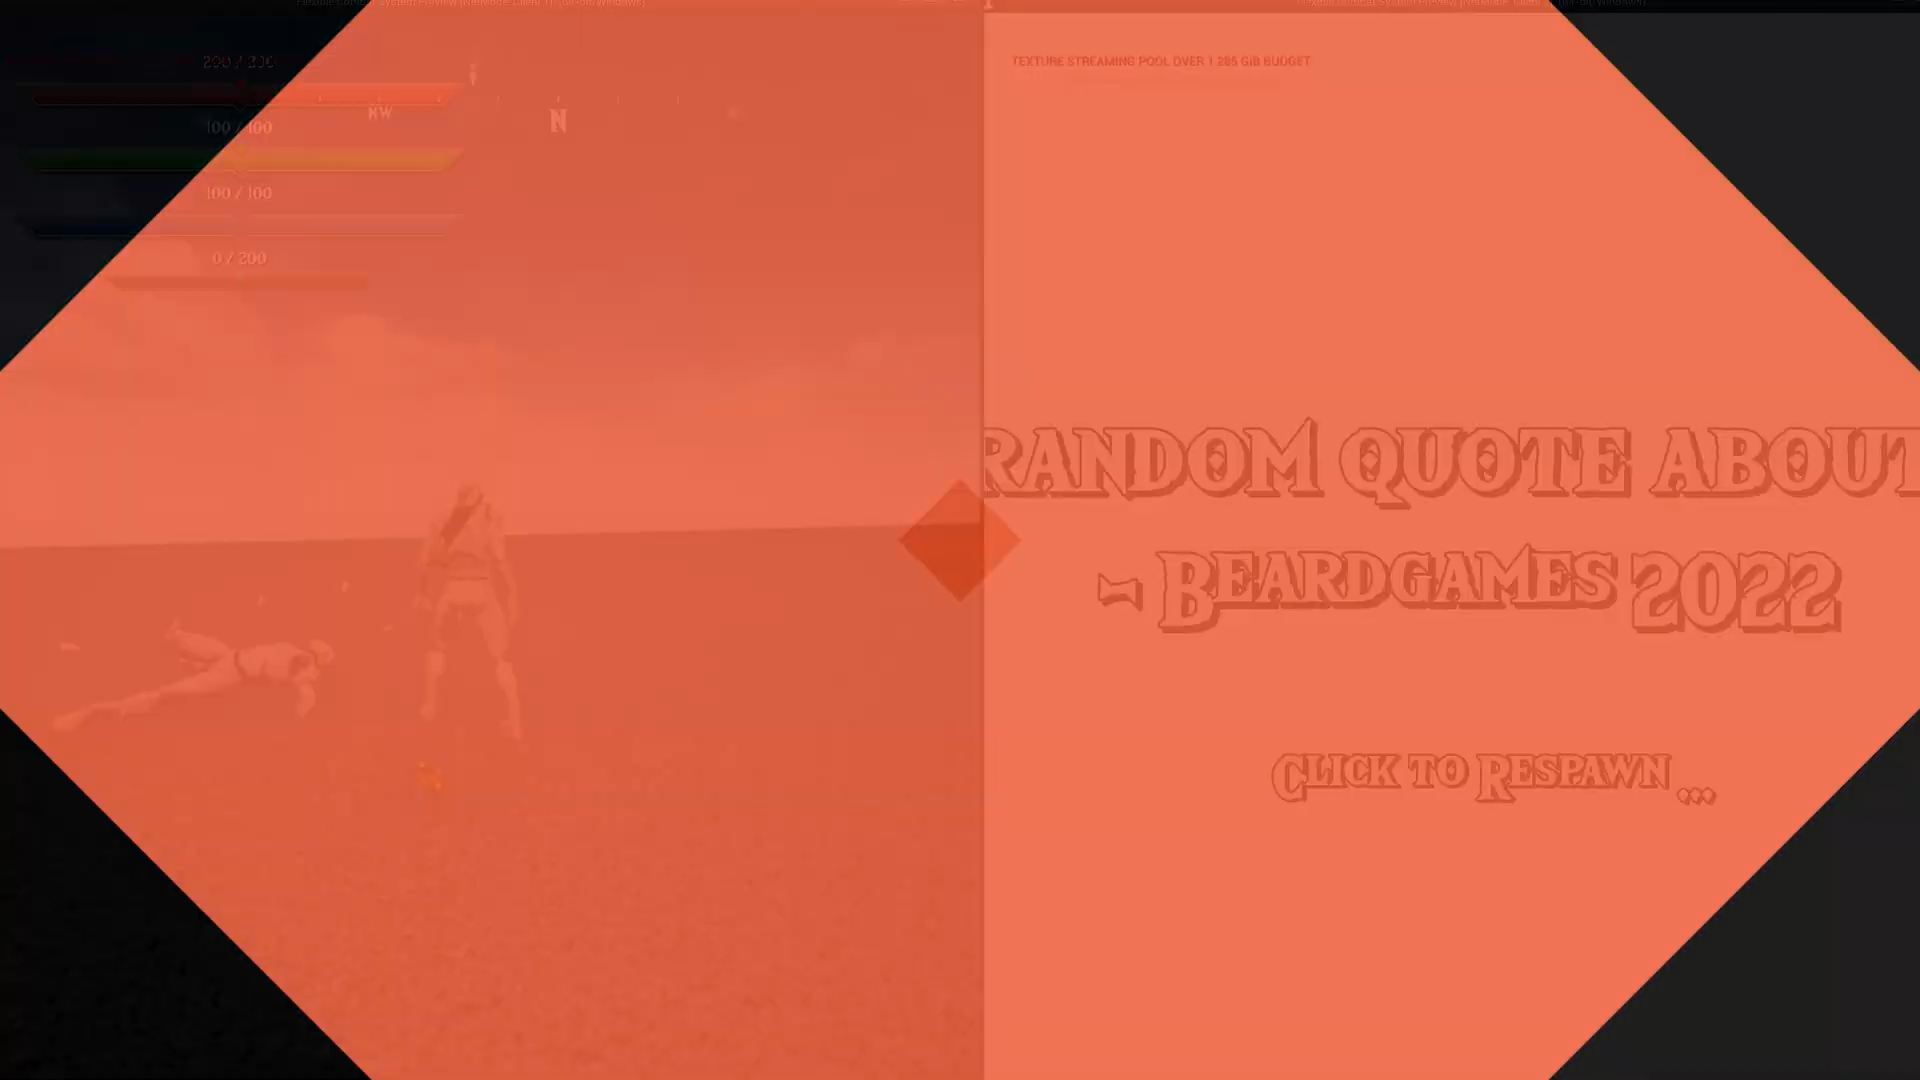 200 / 200
NW
N
100 / 100
100 / 100
0 / 200
TEXTURE STREAMING POOL OVER 1.285 GIB BUDGET
RANDOM QUOTE ABOUT
- BEARDGAMES 2022
CLICK TO RESPAWN...